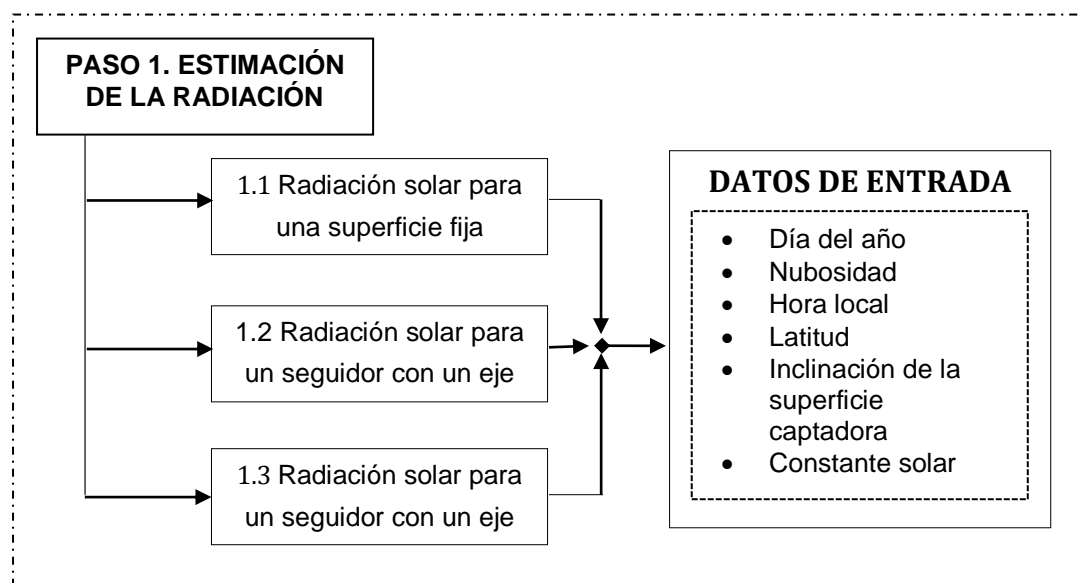 PASO 1. ESTIMACIÓN
DE LA RADIACIÓN
1.1 Radiación solar para
una superficie fija
1.2 Radiación solar para
un seguidor con un eje
1.3 Radiación solar para
un seguidor con un eje
DATOS DE ENTRADA
• Día del año
• Nubosidad
• Hora local
• Latitud
• Inclinación de la
superficie
captadora
• Constante solar